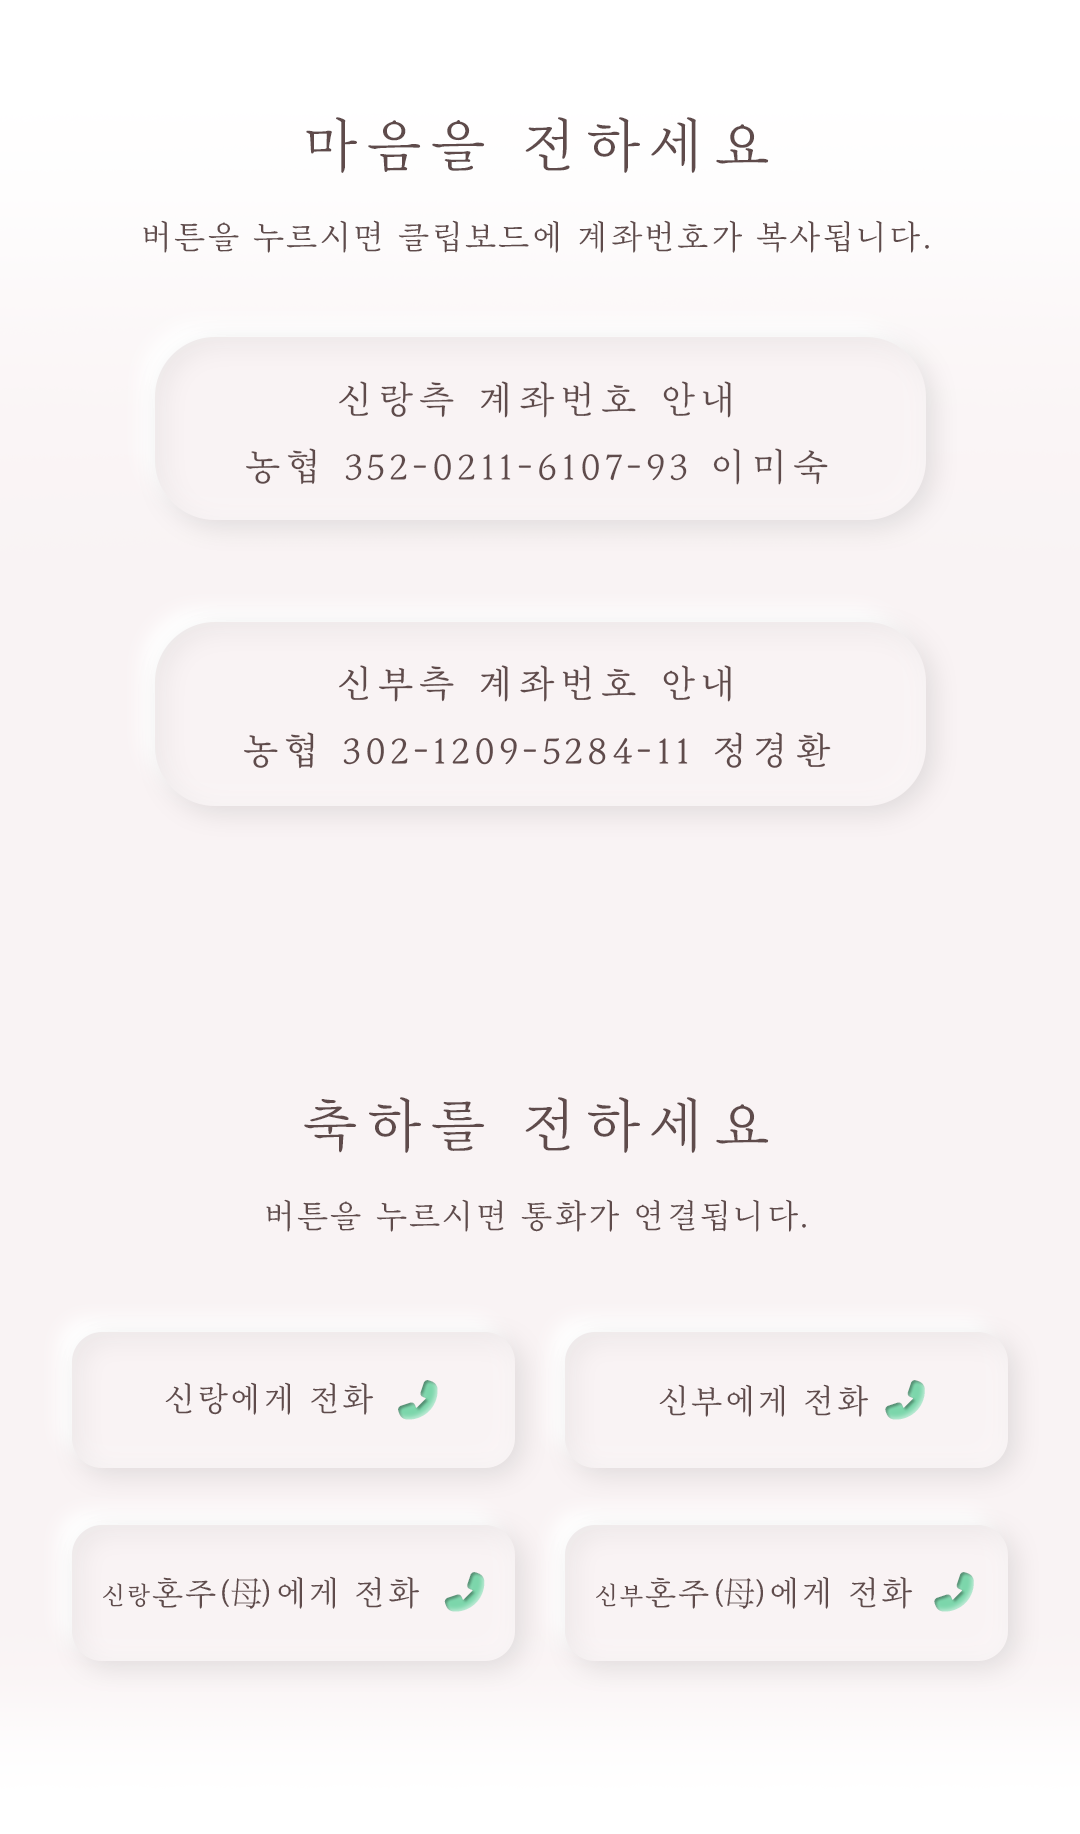 마음을 전하세요
버튼을 누르시면 클립보드에 계좌번호가 복사됩니다.
신랑측 계좌번호 안내
농협 352-0211-6107-93 이미숙
신부측 계좌번호 안내
농협 302-1209-5284-11 정경환
축하를 전하세요
버튼을 누르시면 통화가 연결됩니다.
신랑에게 전화
신부에게 전화
신랑혼주(母)에게 전화
신부혼주(母)에게 전화